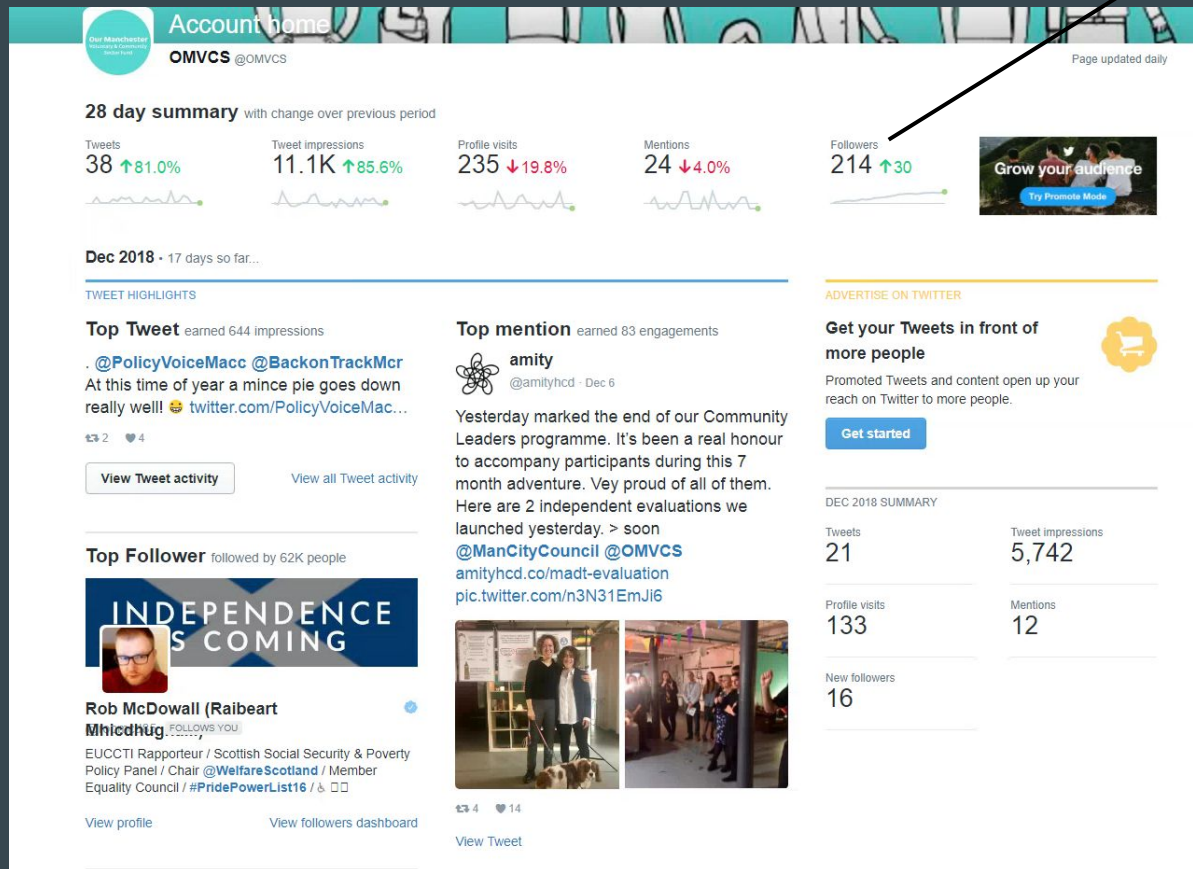 Our Manchester
Voluntary & Community
Sector Fund
Account home
OMVCS @OMVCS
Page updated daily
28 day summary with change over previous period
Tweets
38 ↑81.0%
Tweet impressions
11.1K ↑85.6%
Profile visits
235 ↓19.8%
Mentions
24 ↓4.0%
Followers
214 ↑30
Grow your audience
Try Promote Mode
Dec 2018 • 17 days so far...
TWEET HIGHLIGHTS
Top Tweet earned 644 impressions
. @PolicyVoiceMacc @BackonTrackMcr
At this time of year a mince pie goes down
really well! 😀 twitter.com/PolicyVoiceMac…
2 4
View Tweet activity
View all Tweet activity
Top Follower followed by 62K people
INDEPENDENCE
IS COMING
Rob McDowall (Raibeart
FOLLOWS YOU
EUCCTI Rapporteur / Scottish Social Security & Poverty
Policy Panel / Chair @WelfareScotland / Member
Equality Council / #PridePowerList16 / ♿ □□
View profile
View followers dashboard
Top mention earned 83 engagements
amity
@amityhcd · Dec 6
Yesterday marked the end of our Community
Leaders programme. It's been a real honour
to accompany participants during this 7
month adventure. Vey proud of all of them.
Here are 2 independent evaluations we
launched yesterday. > soon
@ManCityCouncil @OMVCS
amityhcd.co/madt-evaluation
pic.twitter.com/n3N31EmJi6
4 14
View Tweet
ADVERTISE ON TWITTER
Get your Tweets in front of
more people
Promoted Tweets and content open up your
reach on Twitter to more people.
Get started
DEC 2018 SUMMARY
Tweets
21
Tweet impressions
5,742
Profile visits
133
Mentions
12
New followers
16